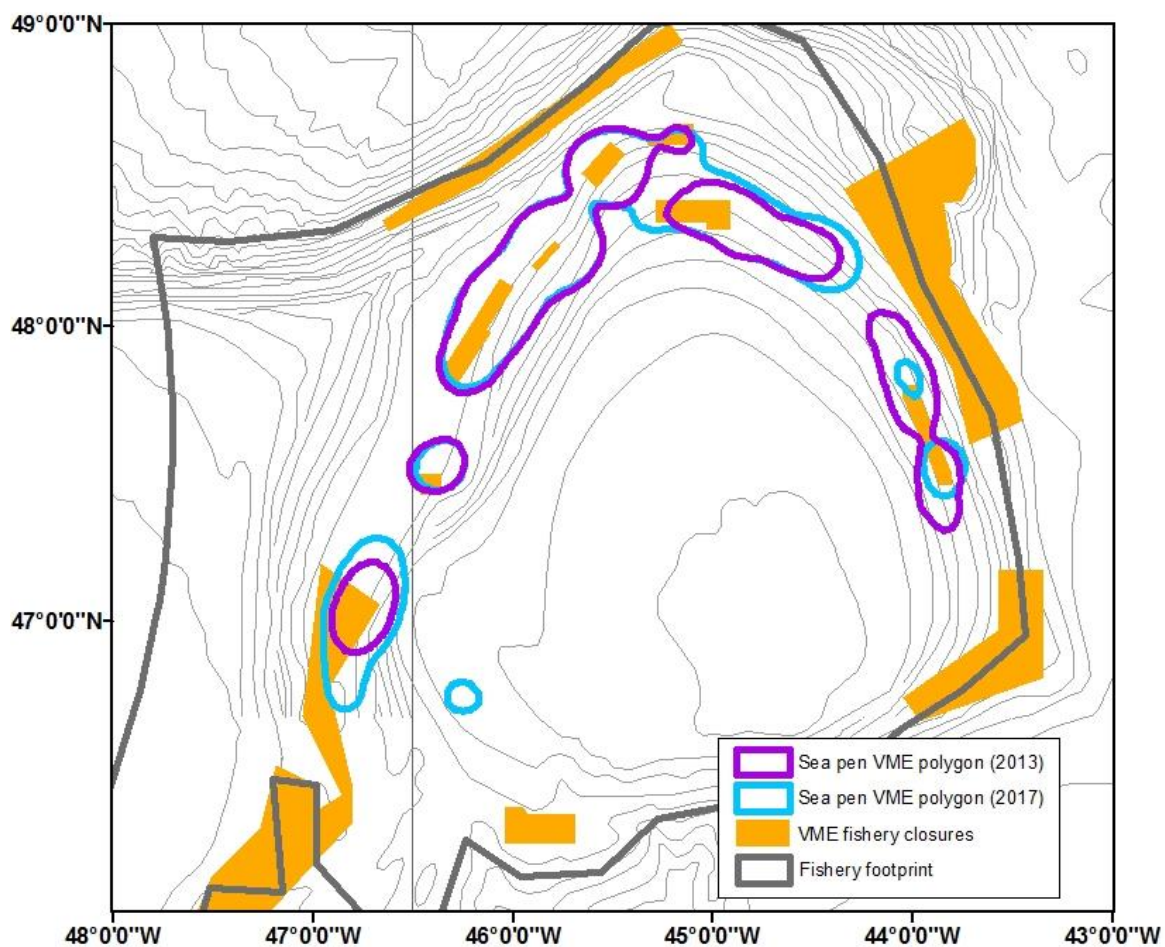 49°0'0"N
48°0'0"N
47°0'0"N
Sea pen VME polygon (2013)
Sea pen VME polygon (2017)
VME fishery closures
Fishery footprint
48°0'0"W 47°0'0"W 46°0'0"W 45°0'0"W 44°0'0"W 43°0'0"W